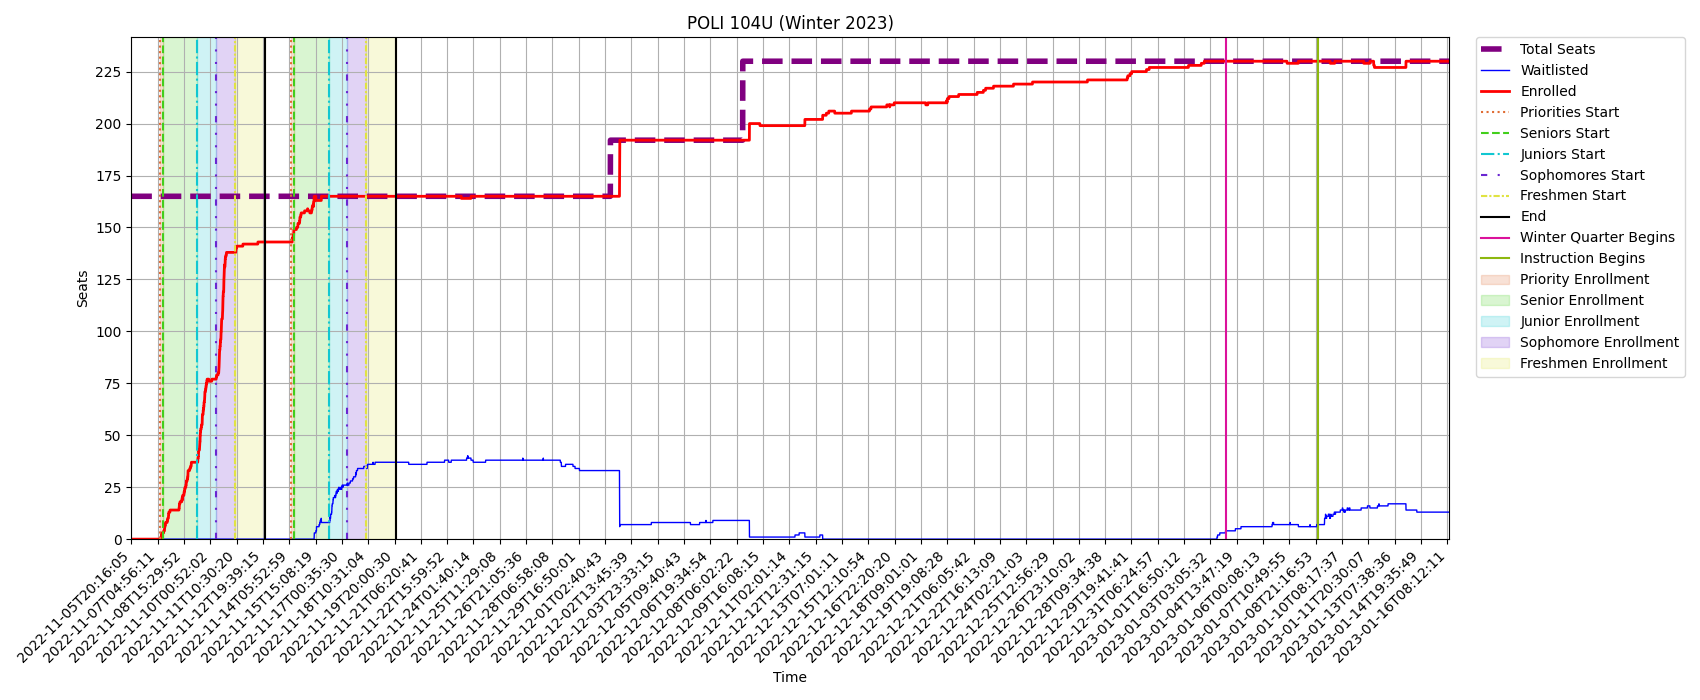 POLI 104U (Winter 2023)
Seats
225
200
175
150
125
100
75
50
25
0
2022-11-05T20:16:05
2022-11-07T04:56:11
2022-11-08T15:29:52
2022-11-10T00:52:02
2022-11-11T10:30:20
2022-11-12T19:39:15
2022-11-14T05:52:59
2022-11-15T15:08:19
2022-11-17T00:35:30
2022-11-18T10:31:04
2022-11-19T20:00:30
2022-11-21T06:20:41
2022-11-22T15:59:52
2022-11-24T01:40:14
2022-11-25T11:29:08
2022-11-26T21:05:36
2022-11-28T06:58:08
2022-11-29T16:50:01
2022-12-01T02:40:43
2022-12-02T13:45:39
2022-12-03T23:33:15
2022-12-05T09:40:43
2022-12-06T19:34:54
2022-12-08T06:02:22
2022-12-09T16:08:15
2022-12-11T02:01:14
2022-12-12T12:31:15
2022-12-13T07:01:11
2022-12-15T12:10:54
2022-12-16T22:20:20
2022-12-18T09:01:01
2022-12-19T19:08:28
2022-12-21T06:05:42
2022-12-22T16:13:09
2022-12-24T02:21:03
2022-12-25T12:56:29
2022-12-26T23:10:02
2022-12-28T09:34:38
2022-12-29T19:41:41
2022-12-31T06:24:57
2023-01-01T16:50:12
2023-01-03T03:05:32
2023-01-04T13:47:19
2023-01-06T00:08:13
2023-01-07T10:49:55
2023-01-08T21:16:53
2023-01-10T08:17:37
2023-01-11T20:30:07
2023-01-13T07:38:36
2023-01-14T19:35:49
2023-01-16T08:12:11
Time
Total Seats
Waitlisted
Enrolled
Priorities Start
Seniors Start
Juniors Start
Sophomores Start
Freshmen Start
End
Winter Quarter Begins
Instruction Begins
Priority Enrollment
Senior Enrollment
Junior Enrollment
Sophomore Enrollment
Freshmen Enrollment